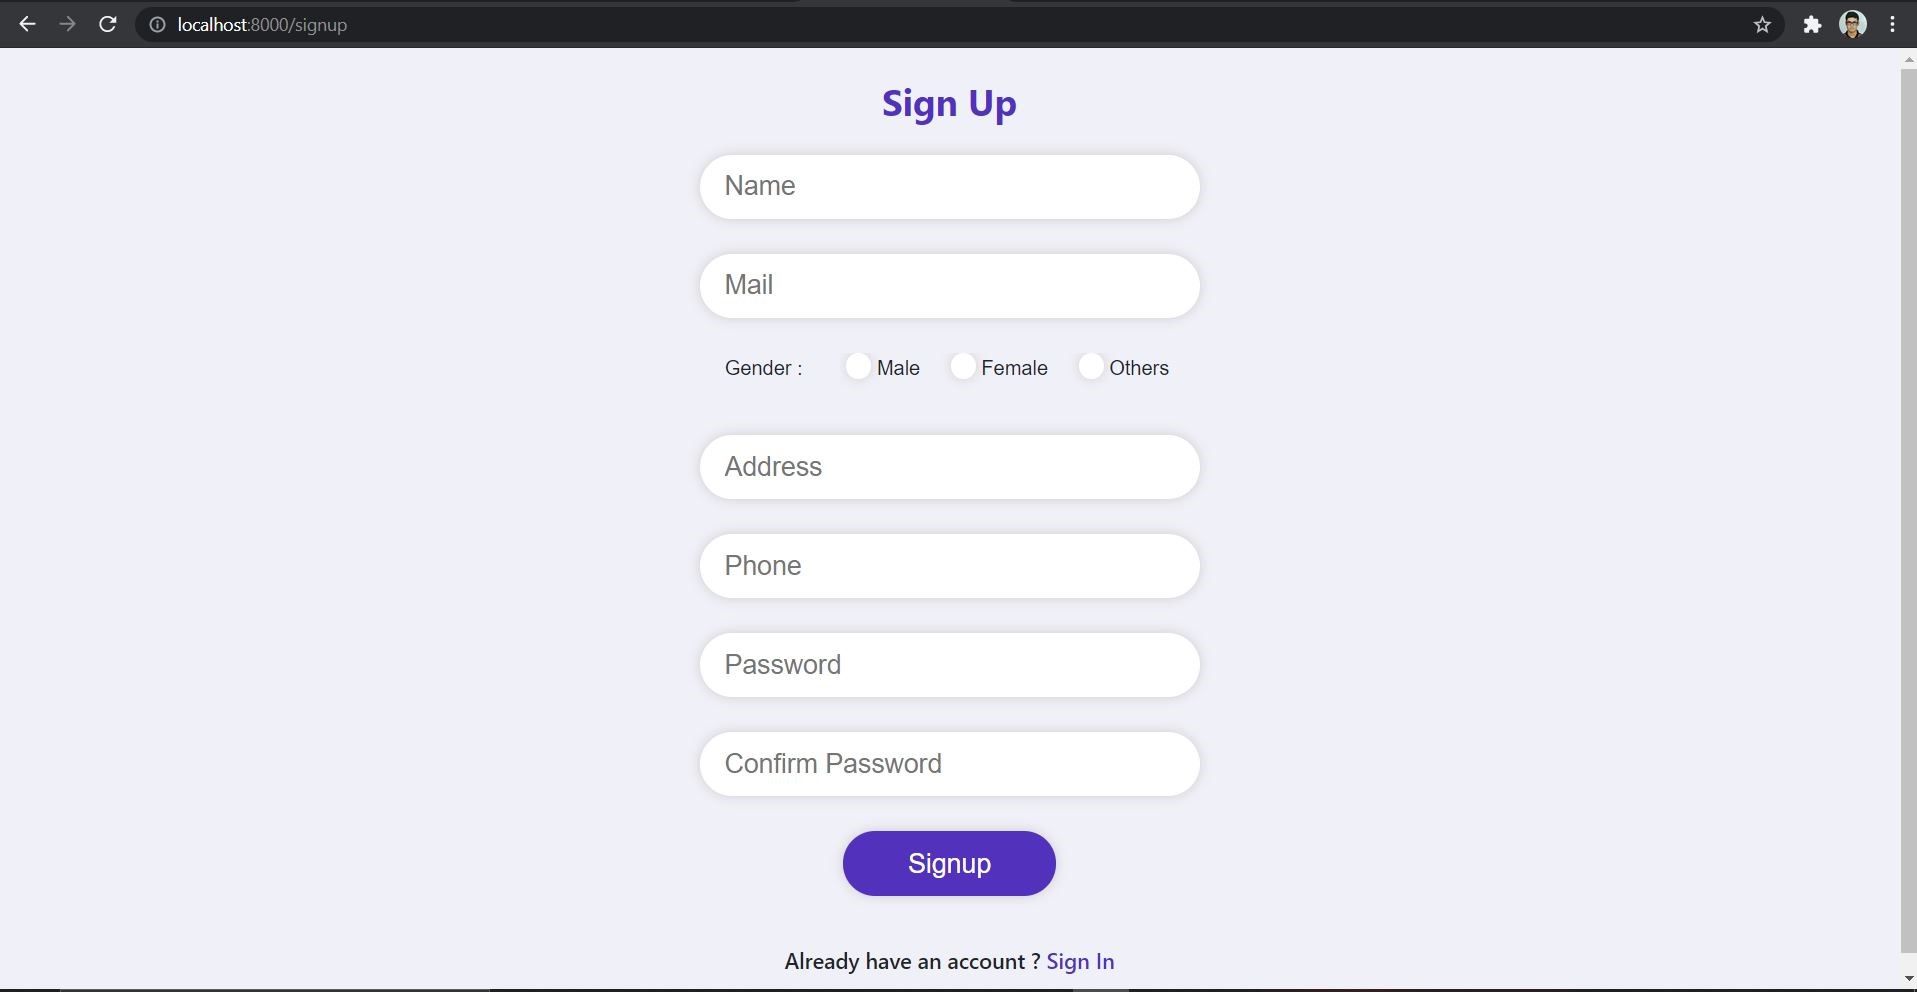 localhost:8000/signup
Sign Up
Name
Mail
Gender : Male Female Others
Address
Phone
Password
Confirm Password
Signup
Already have an account ? Sign In